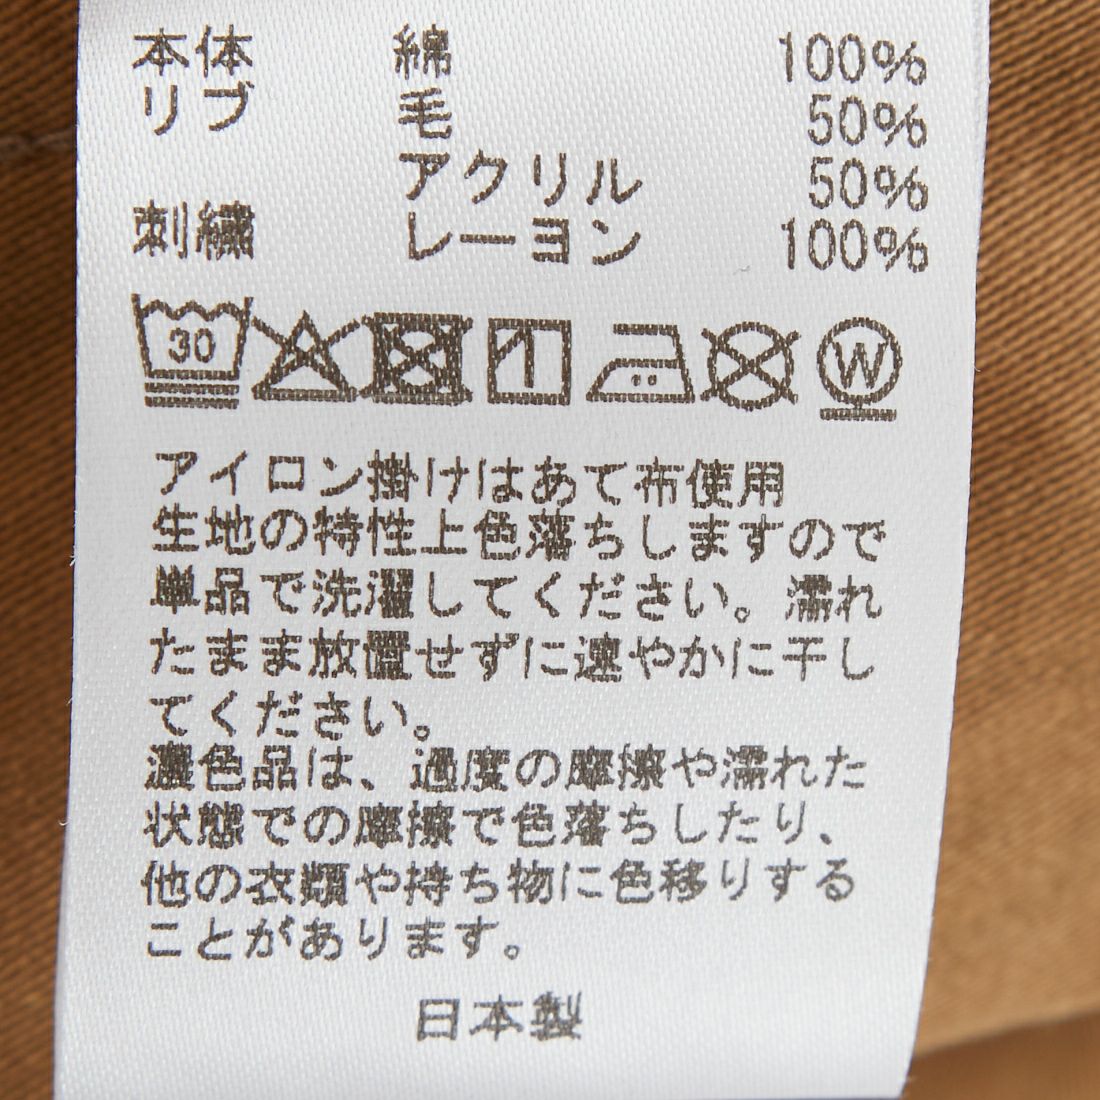 本体 綿 100%
リブ 毛 50%
アクリル 50%
刺繍 レーヨン 100%
30 W
アイロン掛けはあて布使用
生地の特性上色落ちしますので
単品で洗濯してください。濡れ
たまま放置せずに速やかに干し
てください。
濃色品は、過度の摩擦や濡れた
状態での摩擦で色落ちしたり、
他の衣類や持ち物に色移りする
ことがあります。
日本製